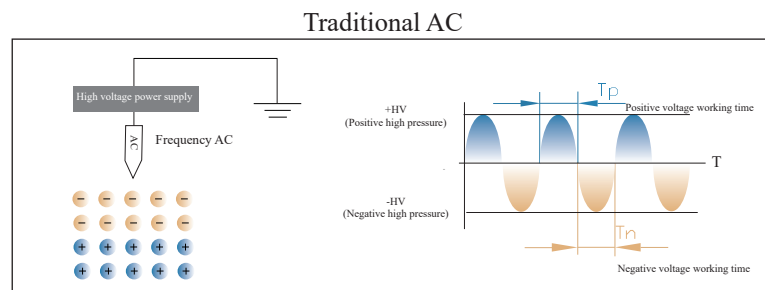 Traditional AC
High voltage power supply
AC
Frequency AC
− − − − −
− − − − −
+ + + + +
+ + + + +
+HV
(Positive high pressure)
Tp
Positive voltage working time
T
-HV
(Negative high pressure)
Tn
Negative voltage working time